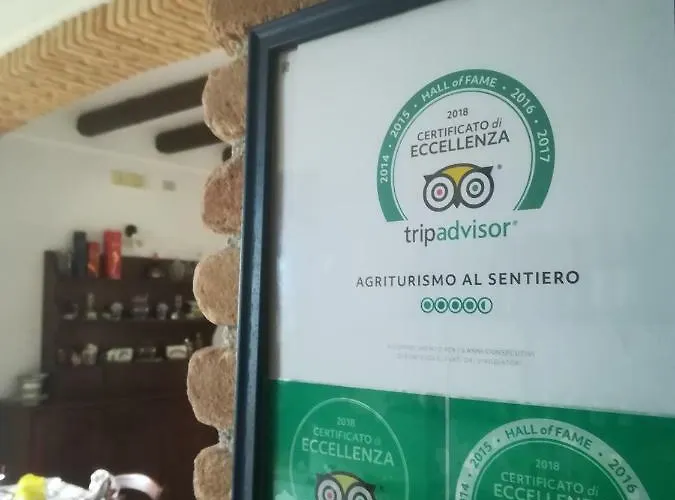 2014 • 2015 • HALL of FAME • 2016 • 2017
2018
CERTIFICATO di
ECCELLENZA
tripadvisor®
AGRITURISMO AL SENTIERO
2018
CERTIFICATO di
ECCELLENZA
2015 • HALL of FAME • 2016
2018
CERTIFICATO di